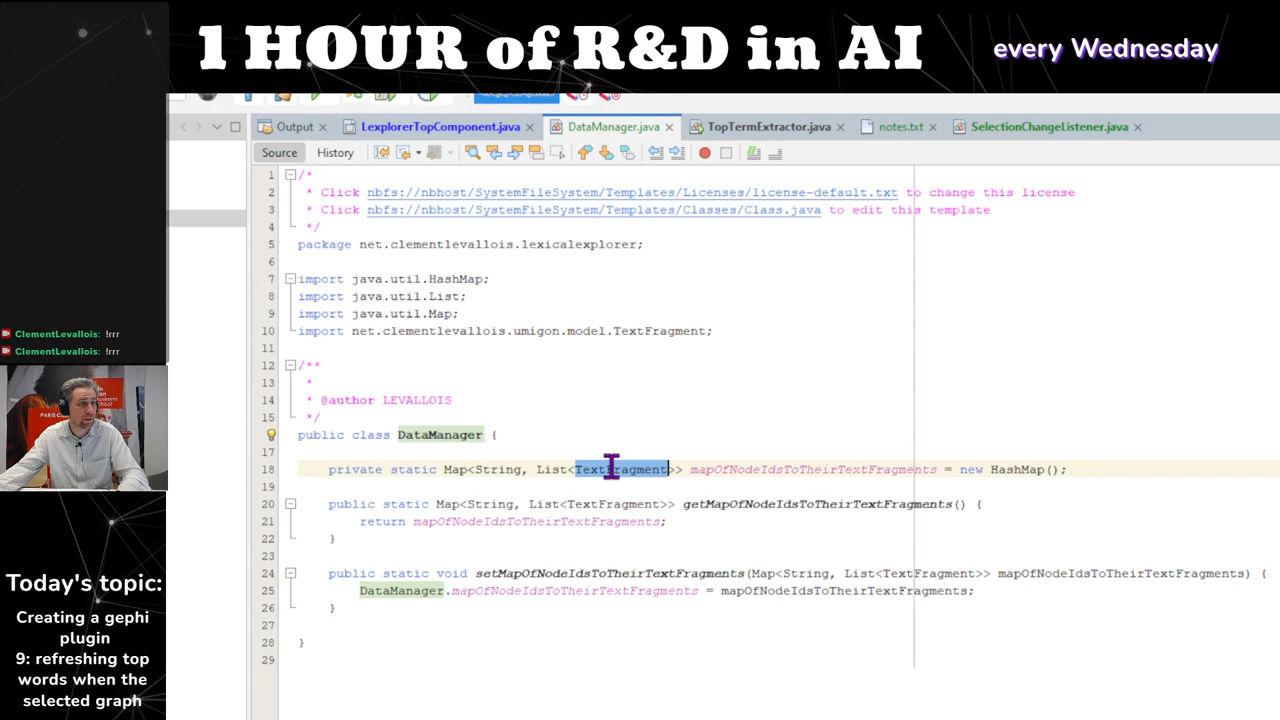 1 HOUR of R&D in AI
every Wednesday
Output
LexplorerTopComponent.java
DataManager.java
TopTermExtractor.java
notes.txt
SelectionChangeListener.java
Source
History
1 /*
2 * Click nbfs://nbhost/SystemFileSystem/Templates/Licenses/license-default.txt to change this license
3 * Click nbfs://nbhost/SystemFileSystem/Templates/Classes/Class.java to edit this template
4 */
5 package net.clementlevallois.lexicalexplorer;
6
7 import java.util.HashMap;
8 import java.util.List;
9 import java.util.Map;
10 import net.clementlevallois.umigon.model.TextFragment;
11
12 /**
13 *
14 * @author LEVALLOIS
15 */
public class DataManager {
17
18 private static Map<String, List<TextFragment>> mapOfNodeIdsToTheirTextFragments = new HashMap();
19
20 public static Map<String, List<TextFragment>> getMapOfNodeIdsToTheirTextFragments() {
21 return mapOfNodeIdsToTheirTextFragments;
22 }
23
24 public static void setMapOfNodeIdsToTheirTextFragments(Map<String, List<TextFragment>> mapOfNodeIdsToTheirTextFragments) {
25 DataManager.mapOfNodeIdsToTheirTextFragments = mapOfNodeIdsToTheirTextFragments;
26 }
27
28 }
29
ClementLevallois: !rrr
ClementLevallois: !rrr
Today's topic:
Creating a gephi
plugin
9: refreshing top
words when the
selected graph